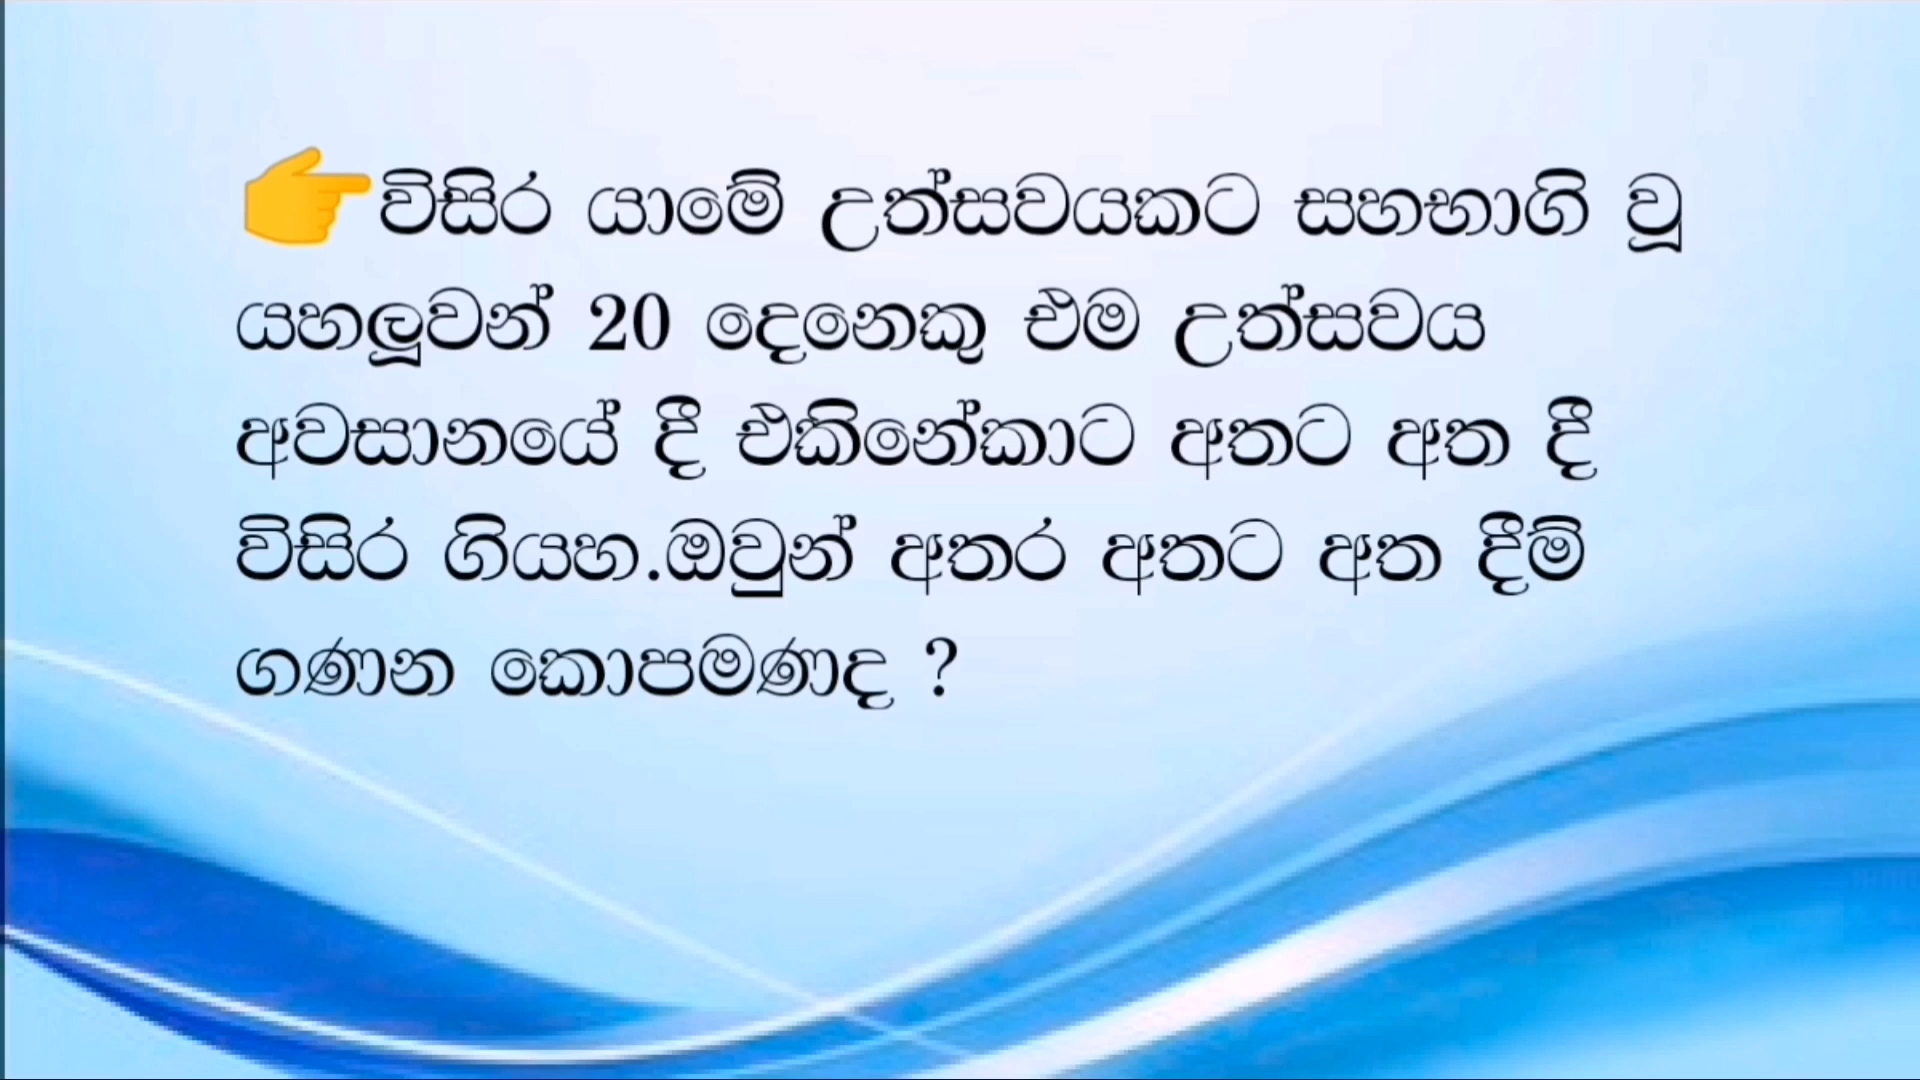 👉විසිර යාමේ උත්සවයකට සහභාගි වූ
යහලූවන් 20 දෙනෙකු එම උත්සවය
අවසානයේ දී එකිනේකාට අතට අත දී
විසිර ගියහ.ඔවුන් අතර අතට අත දීම්
ගණන කොපමණද ?